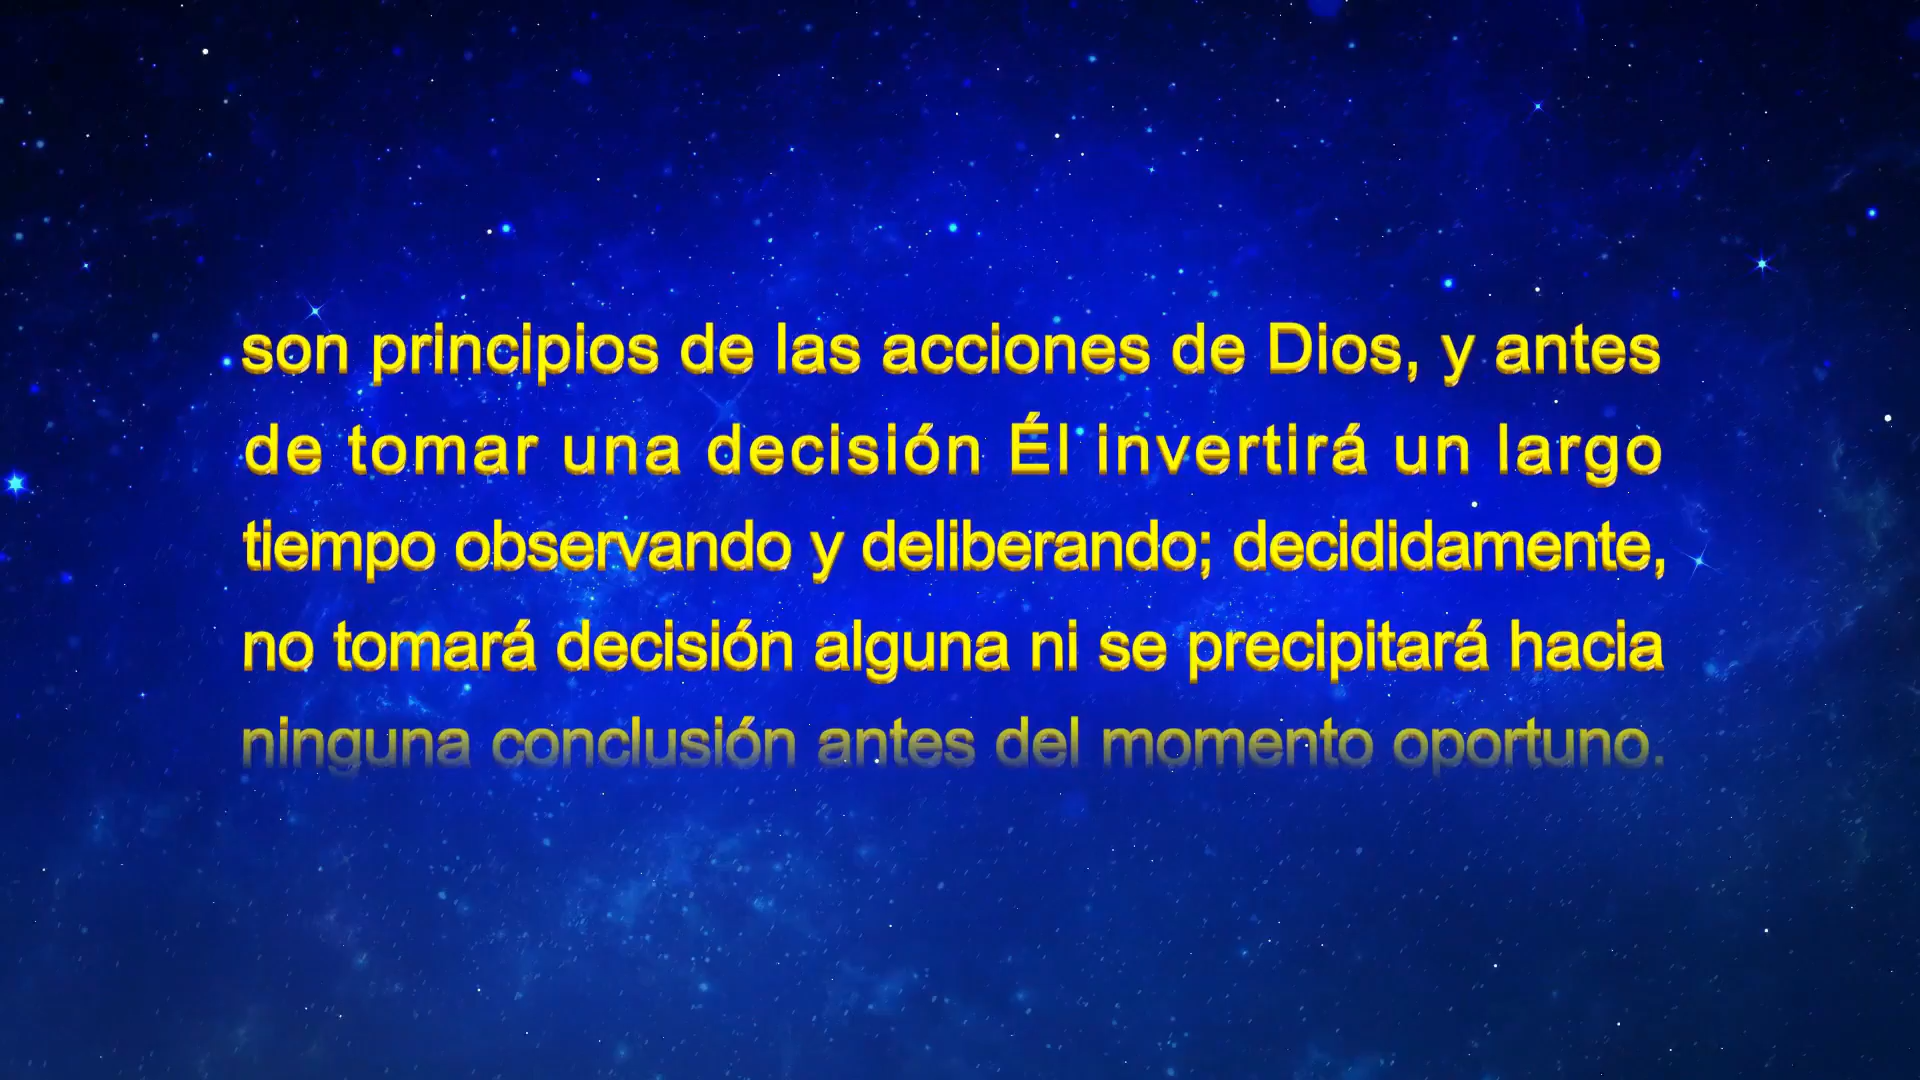 son principios de las acciones de Dios, y antes
de tomar una decisión Él invertirá un largo
tiempo observando y deliberando; decididamente,
no tomará decisión alguna ni se precipitará hacia
ninguna conclusión antes del momento oportuno.